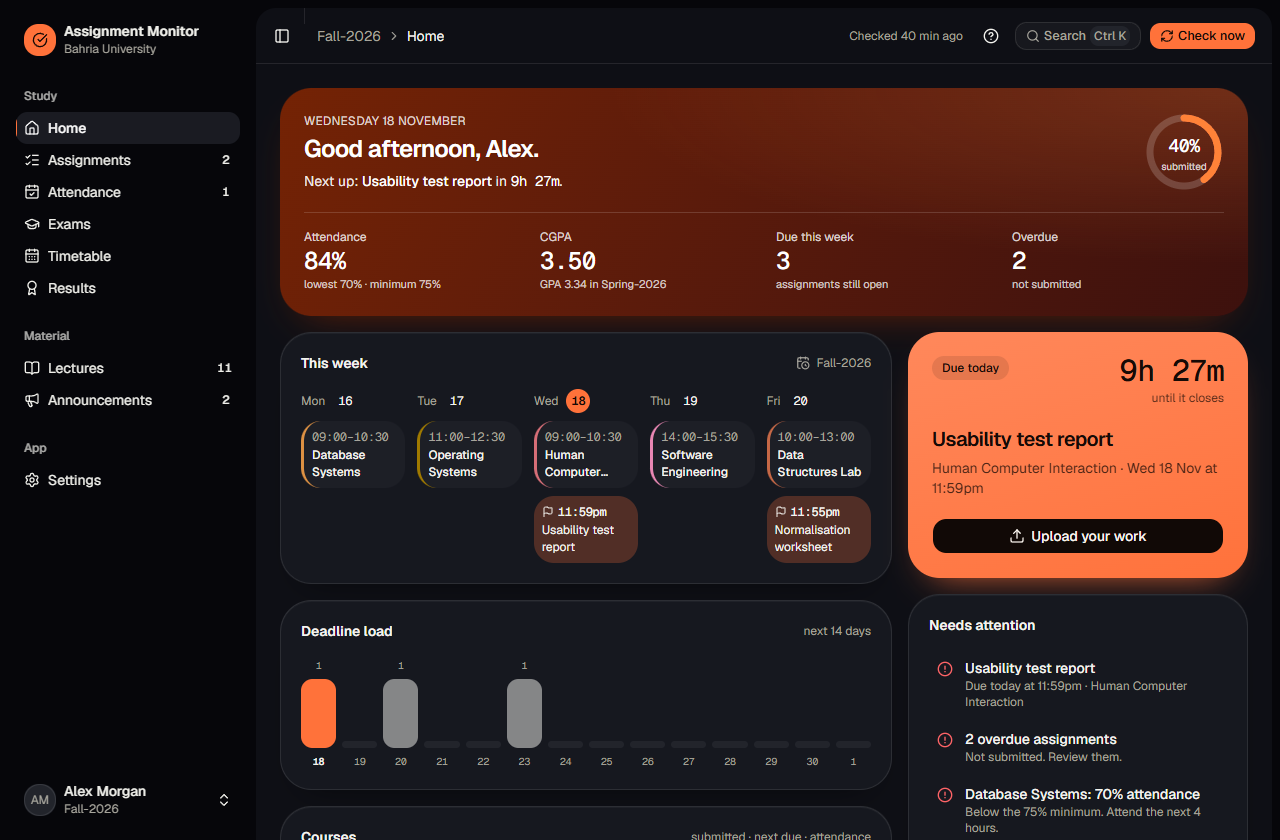 Assignment Monitor
Bahria University
Study
Home
Assignments 2
Attendance 1
Exams
Timetable
Results
Material
Lectures 11
Announcements 2
App
Settings
AM
Alex Morgan
Fall-2026
Fall-2026 > Home
Checked 40 min ago
Search Ctrl K
Check now
WEDNESDAY 18 NOVEMBER
Good afternoon, Alex.
Next up: Usability test report in 9h 27m.
40%
submitted
Attendance
84%
lowest 70% · minimum 75%
CGPA
3.50
GPA 3.34 in Spring-2026
Due this week
3
assignments still open
Overdue
2
not submitted
This week
Fall-2026
Mon 16
09:00-10:30
Database
Systems
Tue 17
11:00-12:30
Operating
Systems
Wed 18
09:00-10:30
Human
Computer…
11:59pm
Usability test
report
Thu 19
14:00-15:30
Software
Engineering
Fri 20
10:00-13:00
Data
Structures Lab
11:55pm
Normalisation
worksheet
Due today
9h 27m
until it closes
Usability test report
Human Computer Interaction · Wed 18 Nov at
11:59pm
Upload your work
Deadline load
next 14 days
1 1 1
18 19 20 21 22 23 24 25 26 27 28 29 30 1
Needs attention
Usability test report
Due today at 11:59pm · Human Computer
Interaction
2 overdue assignments
Not submitted. Review them.
Database Systems: 70% attendance
Below the 75% minimum. Attend the next 4
hours.
Courses
submitted · next due · attendance